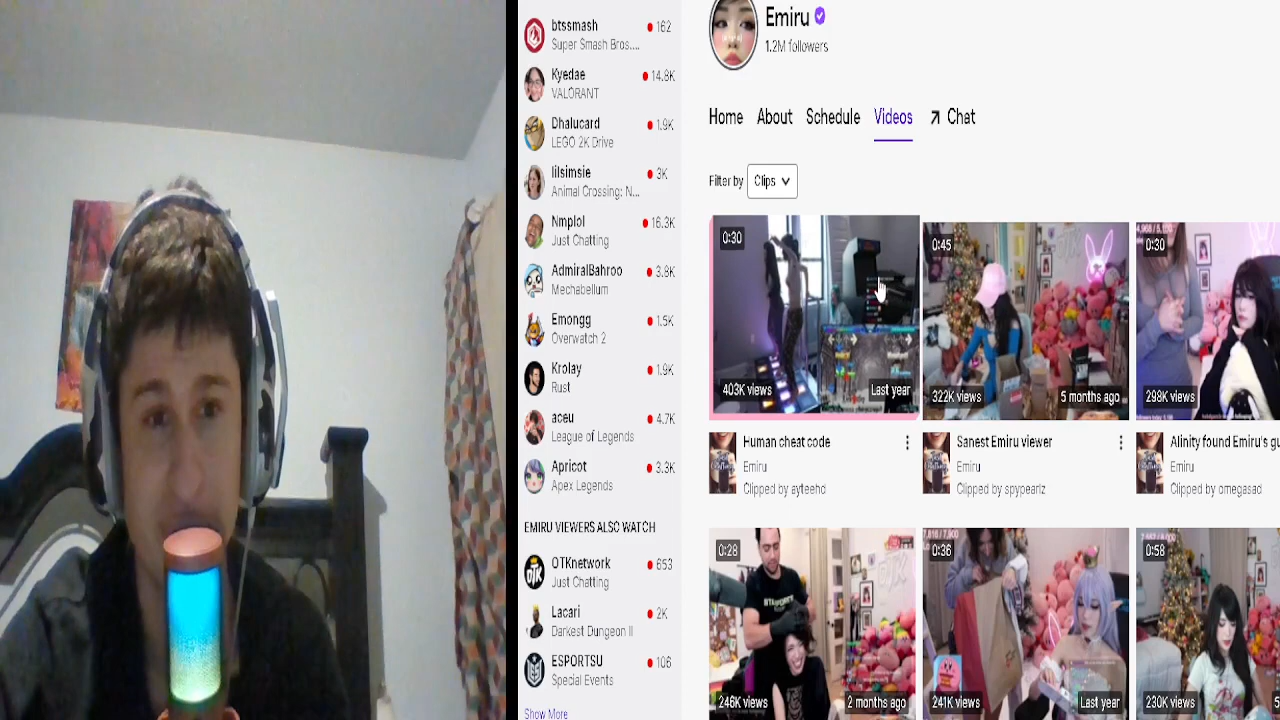 btssmash
162
Super Smash Bros....
Kyedae
14.8K
VALORANT
Dhalucard
1.9K
LEGO 2K Drive
lilsimsie
3K
Animal Crossing: N...
Nmplol
16.3K
Just Chatting
AdmiralBahroo
3.8K
Mechabellum
Emongg
1.5K
Overwatch 2
Krolay
1.9K
Rust
aceu
4.7K
League of Legends
Apricot
3.3K
Apex Legends
EMIRU VIEWERS ALSO WATCH
OTKnetwork
653
Just Chatting
Lacari
2K
Darkest Dungeon II
ESPORTSU
106
Special Events
Show More
Emiru
1.2M followers
Home About Schedule Videos Chat
Filter by Clips
0:30
403K views
Last year
Human cheat code
Emiru
Clipped by ayteehd
0:45
322K views
5 months ago
Sanest Emiru viewer
Emiru
Clipped by spypearlz
0:30
298K views
Alinity found Emiru's gu
Emiru
Clipped by omegasad
0:28
246K views
2 months ago
0:36
241K views
Last year
0:58
230K views
5